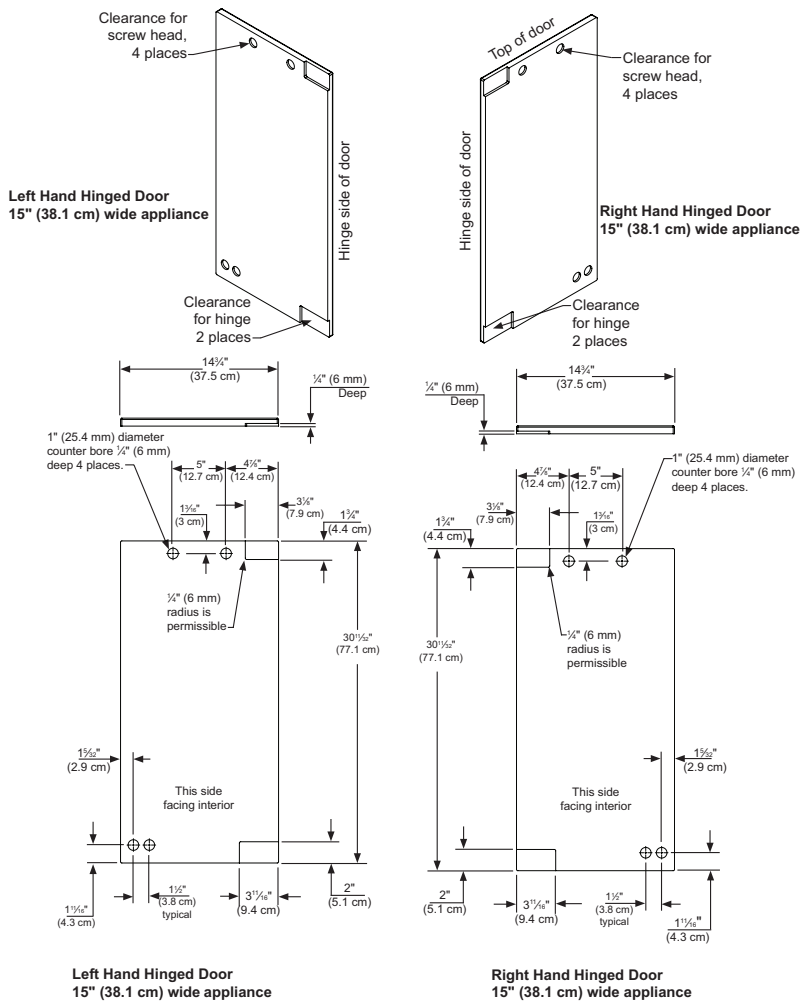 Clearance for
screw head,
4 places
Hinge side of door
Left Hand Hinged Door
15" (38.1 cm) wide appliance
Clearance
for hinge
2 places
Top of door
Clearance for
screw head,
4 places
Hinge side of door
Right Hand Hinged Door
15" (38.1 cm) wide appliance
Clearance
for hinge
2 places
14¾"
(37.5 cm)
¼" (6 mm)
Deep
1" (25.4 mm) diameter
counter bore ¼" (6 mm)
deep 4 places.
5"
(12.7 cm)
4⅞"
(12.4 cm)
1³⁄₁₆"
(3 cm)
3⅛"
(7.9 cm)
1¾"
(4.4 cm)
¼" (6 mm)
radius is
permissible
30¹¹⁄₃₂"
(77.1 cm)
1⁵⁄₃₂"
(2.9 cm)
This side
facing interior
1¹¹⁄₁₆"
(4.3 cm)
1½"
(3.8 cm)
typical
3¹¹⁄₁₆"
(9.4 cm)
2"
(5.1 cm)
Left Hand Hinged Door
15" (38.1 cm) wide appliance
14¾"
(37.5 cm)
¼" (6 mm)
Deep
4⅞"
(12.4 cm)
5"
(12.7 cm)
1" (25.4 mm) diameter
counter bore ¼" (6 mm)
deep 4 places.
3⅛"
(7.9 cm)
1³⁄₁₆"
(3 cm)
1¾"
(4.4 cm)
¼" (6 mm)
radius is
permissible
30¹¹⁄₃₂"
(77.1 cm)
1⁵⁄₃₂"
(2.9 cm)
This side
facing interior
2"
(5.1 cm)
3¹¹⁄₁₆"
(9.4 cm)
1½"
(3.8 cm)
typical
1¹¹⁄₁₆"
(4.3 cm)
Right Hand Hinged Door
15" (38.1 cm) wide appliance